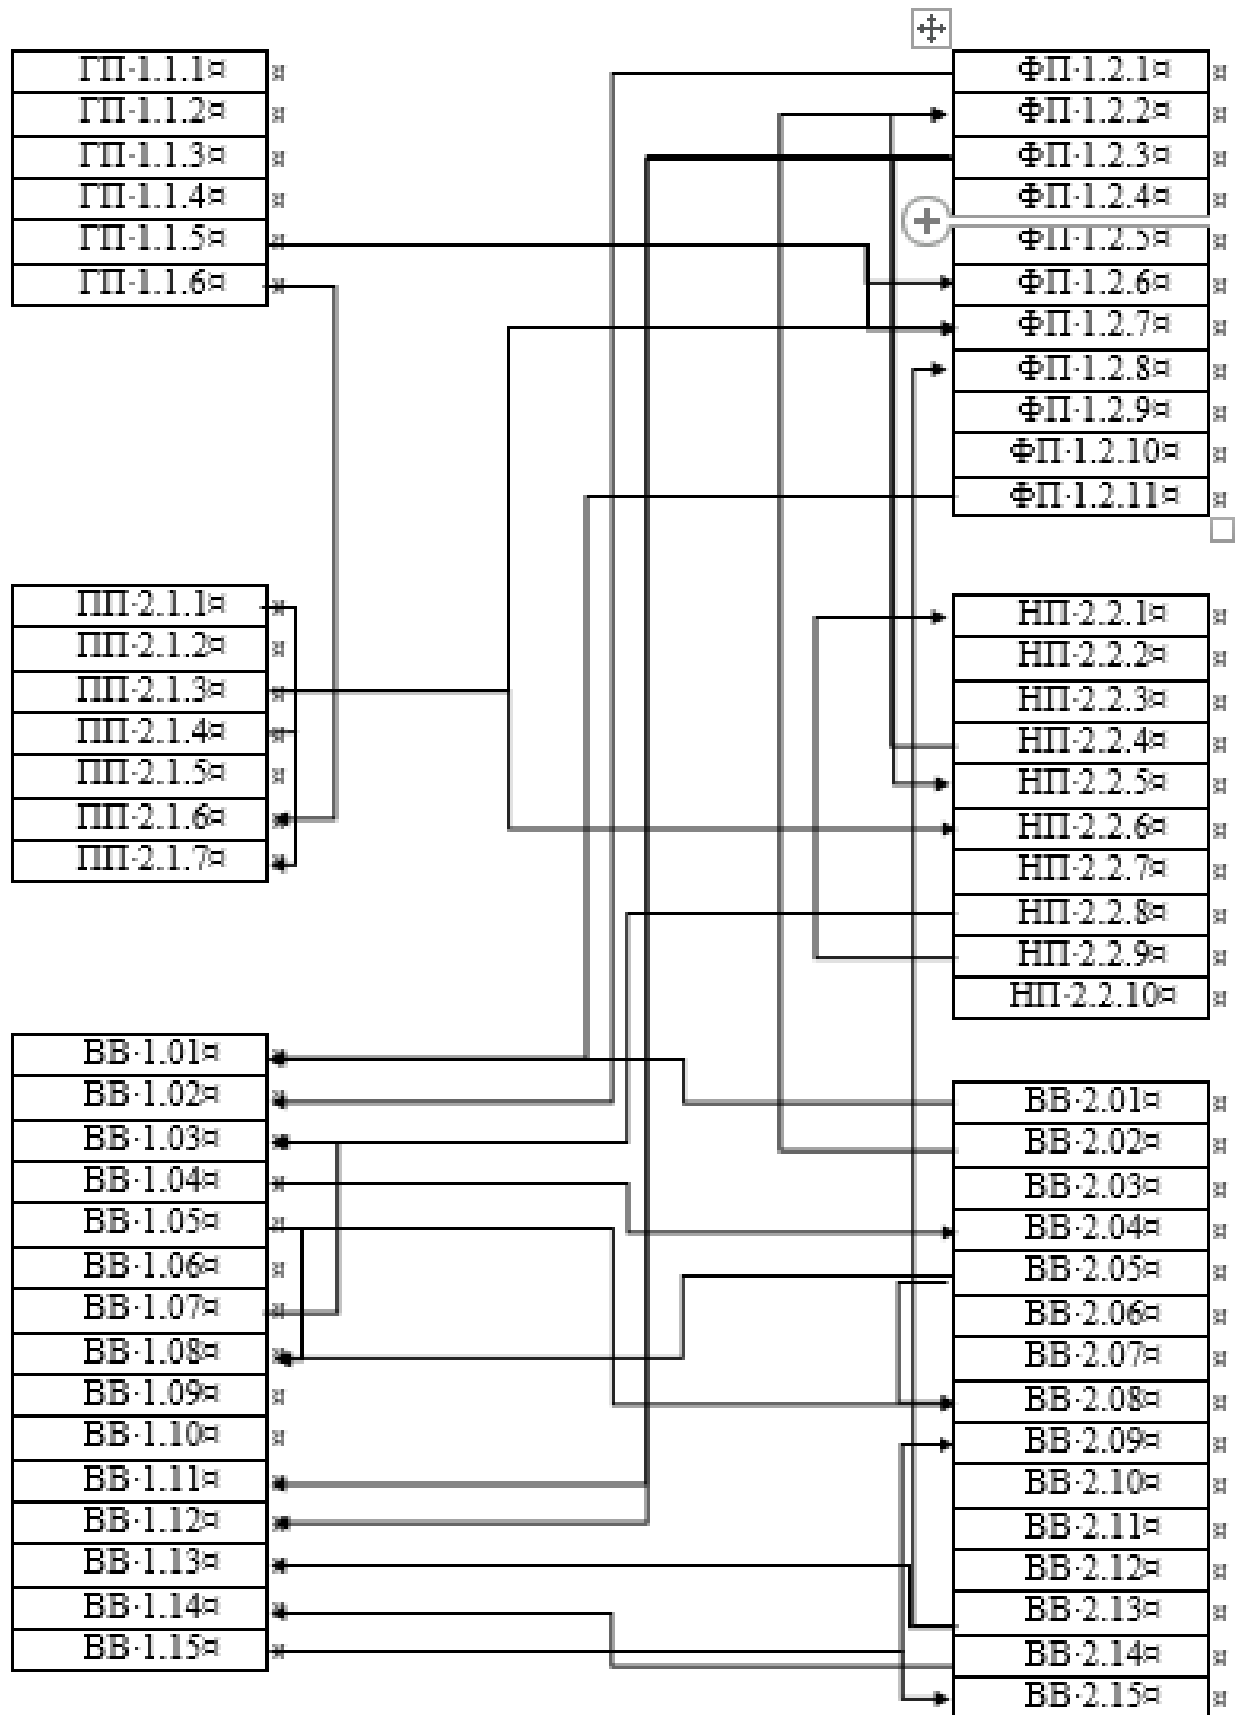 ГП·1.1.1¤ ¤
ГП·1.1.2¤ ¤
ГП·1.1.3¤ ¤
ГП·1.1.4¤ ¤
ГП·1.1.5¤ ¤
ГП·1.1.6¤ ¤
ФП·1.2.1¤ ¤
ФП·1.2.2¤ ¤
ФП·1.2.3¤ ¤
ФП·1.2.4¤ ¤
ФП·1.2.5¤ ¤
ФП·1.2.6¤ ¤
ФП·1.2.7¤ ¤
ФП·1.2.8¤ ¤
ФП·1.2.9¤ ¤
ФП·1.2.10¤ ¤
ФП·1.2.11¤ ¤
ПП·2.1.1¤ ¤
ПП·2.1.2¤ ¤
ПП·2.1.3¤ ¤
ПП·2.1.4¤ ¤
ПП·2.1.5¤ ¤
ПП·2.1.6¤ ¤
ПП·2.1.7¤ ¤
НП·2.2.1¤ ¤
НП·2.2.2¤ ¤
НП·2.2.3¤ ¤
НП·2.2.4¤ ¤
НП·2.2.5¤ ¤
НП·2.2.6¤ ¤
НП·2.2.7¤ ¤
НП·2.2.8¤ ¤
НП·2.2.9¤ ¤
НП·2.2.10¤ ¤
ВВ·1.01¤ ¤
ВВ·1.02¤ ¤
ВВ·1.03¤ ¤
ВВ·1.04¤ ¤
ВВ·1.05¤ ¤
ВВ·1.06¤ ¤
ВВ·1.07¤ ¤
ВВ·1.08¤ ¤
ВВ·1.09¤ ¤
ВВ·1.10¤ ¤
ВВ·1.11¤ ¤
ВВ·1.12¤ ¤
ВВ·1.13¤ ¤
ВВ·1.14¤ ¤
ВВ·1.15¤ ¤
ВВ·2.01¤ ¤
ВВ·2.02¤ ¤
ВВ·2.03¤ ¤
ВВ·2.04¤ ¤
ВВ·2.05¤ ¤
ВВ·2.06¤ ¤
ВВ·2.07¤ ¤
ВВ·2.08¤ ¤
ВВ·2.09¤ ¤
ВВ·2.10¤ ¤
ВВ·2.11¤ ¤
ВВ·2.12¤ ¤
ВВ·2.13¤ ¤
ВВ·2.14¤ ¤
ВВ·2.15¤ ¤